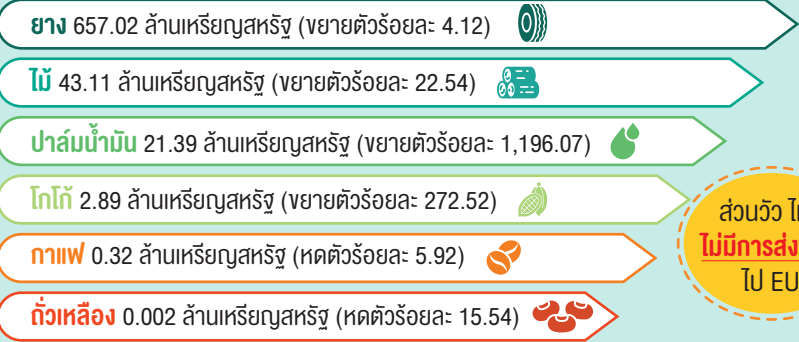 ยาง 657.02 ล้านเหรียญสหรัฐ (ขยายตัวร้อยละ 4.12)
ไม้ 43.11 ล้านเหรียญสหรัฐ (ขยายตัวร้อยละ 22.54)
ปาล์มน้ำมัน 21.39 ล้านเหรียญสหรัฐ (ขยายตัวร้อยละ 1,196.07)
โกโก้ 2.89 ล้านเหรียญสหรัฐ (ขยายตัวร้อยละ 272.52)
กาแฟ 0.32 ล้านเหรียญสหรัฐ (หดตัวร้อยละ 5.92)
ถั่วเหลือง 0.002 ล้านเหรียญสหรัฐ (หดตัวร้อยละ 15.54)
ส่วนวัว
ไม่มีการส่ง
ไป EU